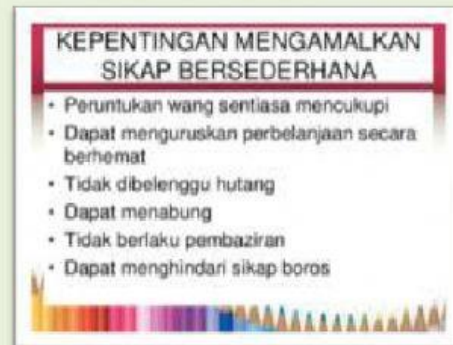 KEPENTINGAN MENGAMALKAN
SIKAP BERSEDERHANA
• Peruntukan wang sentiasa mencukupi
• Dapat menguruskan perbelanjaan secara
berhemat
• Tidak dibelenggu hutang
• Dapat menabung
• Tidak berlaku pembaziran
• Dapat menghindari sikap boros